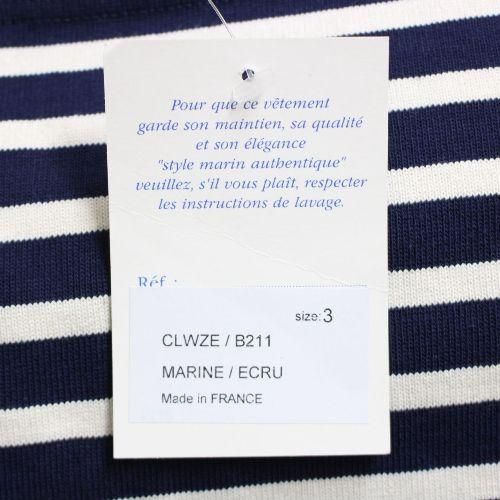 Pour que ce vêtement
garde son maintien, sa qualité
et son élégance
"style marin authentique"
veuillez, s'il vous plaît, respecter
les instructions de lavage.
Réf :
size: 3
CLWZE / B211
MARINE / ECRU
Made in FRANCE